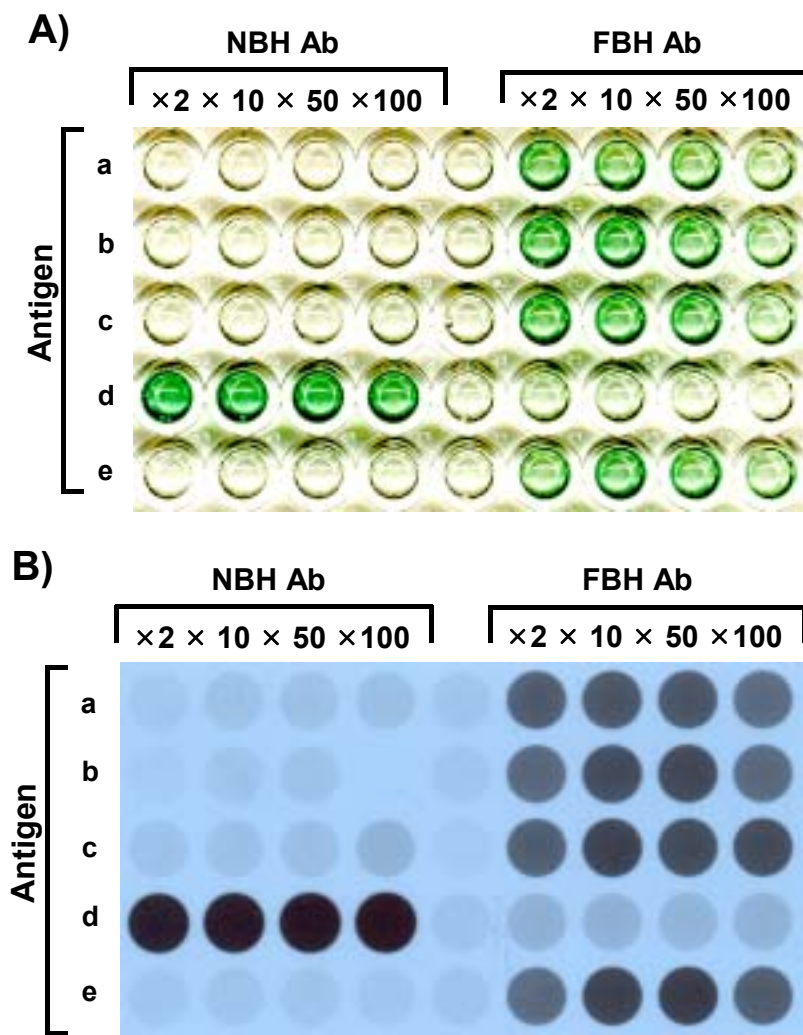 A)
NBH Ab FBH Ab
×2 × 10 × 50 ×100 ×2 × 10 × 50 ×100
Antigen
a
b
c
d
e
B)
NBH Ab FBH Ab
×2 × 10 × 50 ×100 ×2 × 10 × 50 ×100
Antigen
a
b
c
d
e